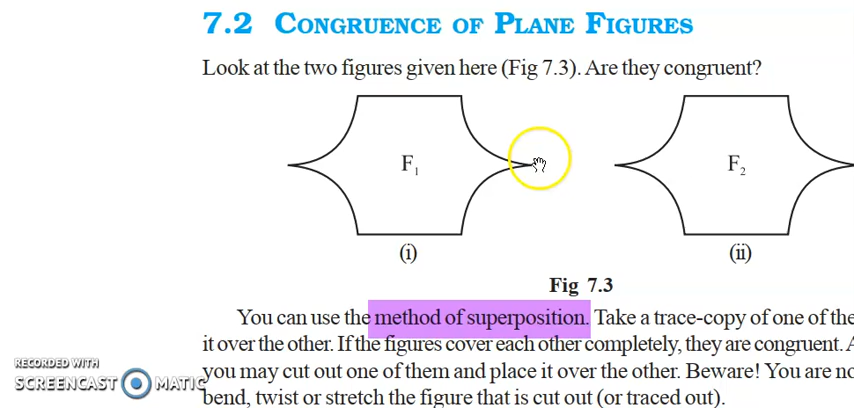 7.2 CONGRUENCE OF PLANE FIGURES
Look at the two figures given here (Fig 7.3). Are they congruent?
F1
F2
(i)
(ii)
Fig 7.3
You can use the method of superposition. Take a trace-copy of one of the
it over the other. If the figures cover each other completely, they are congruent. A
you may cut out one of them and place it over the other. Beware! You are no
bend, twist or stretch the figure that is cut out (or traced out).
RECORDED WITH
SCREENCAST MATIC